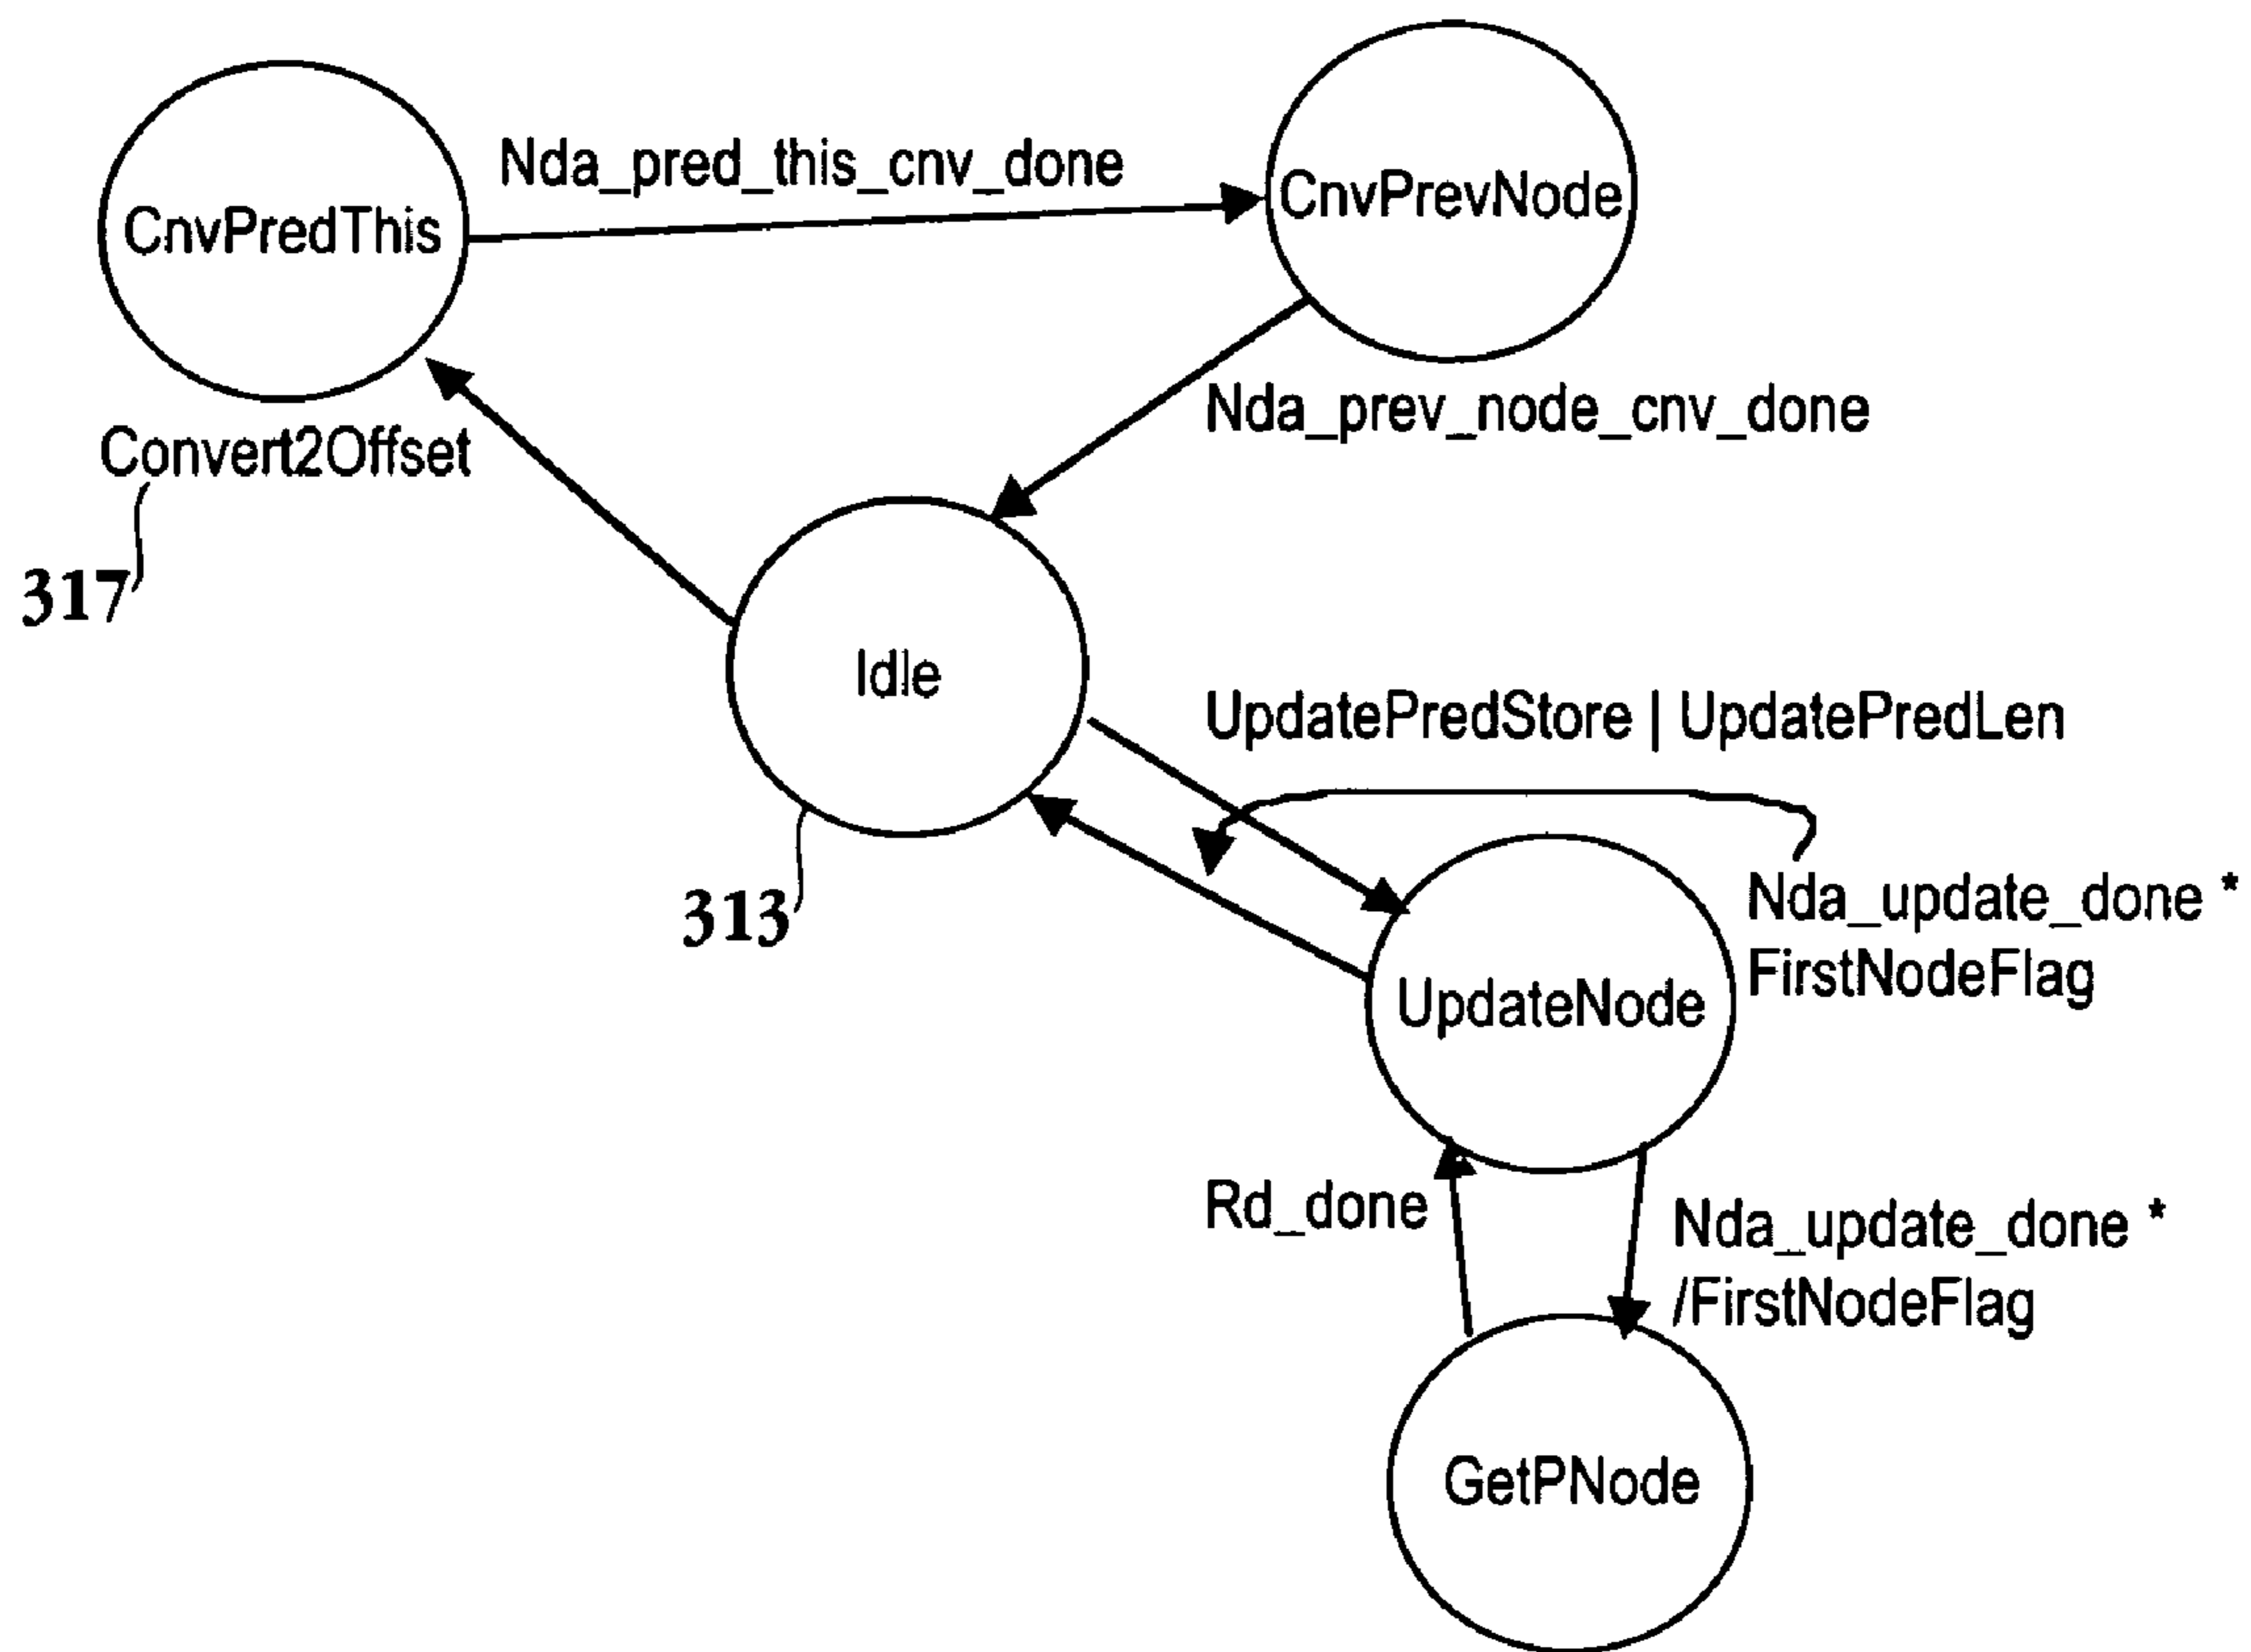 Nda_pred_this_cnv_done
CnvPrevNode
CnvPredThis
Nda_prev_node_cnv_done
Convert2Offset
317
Idle
UpdatePredStore | UpdatePredLen
313
Nda_update_done *
FirstNodeFlag
UpdateNode
Rd_done
Nda_update_done *
/FirstNodeFlag
GetPNode